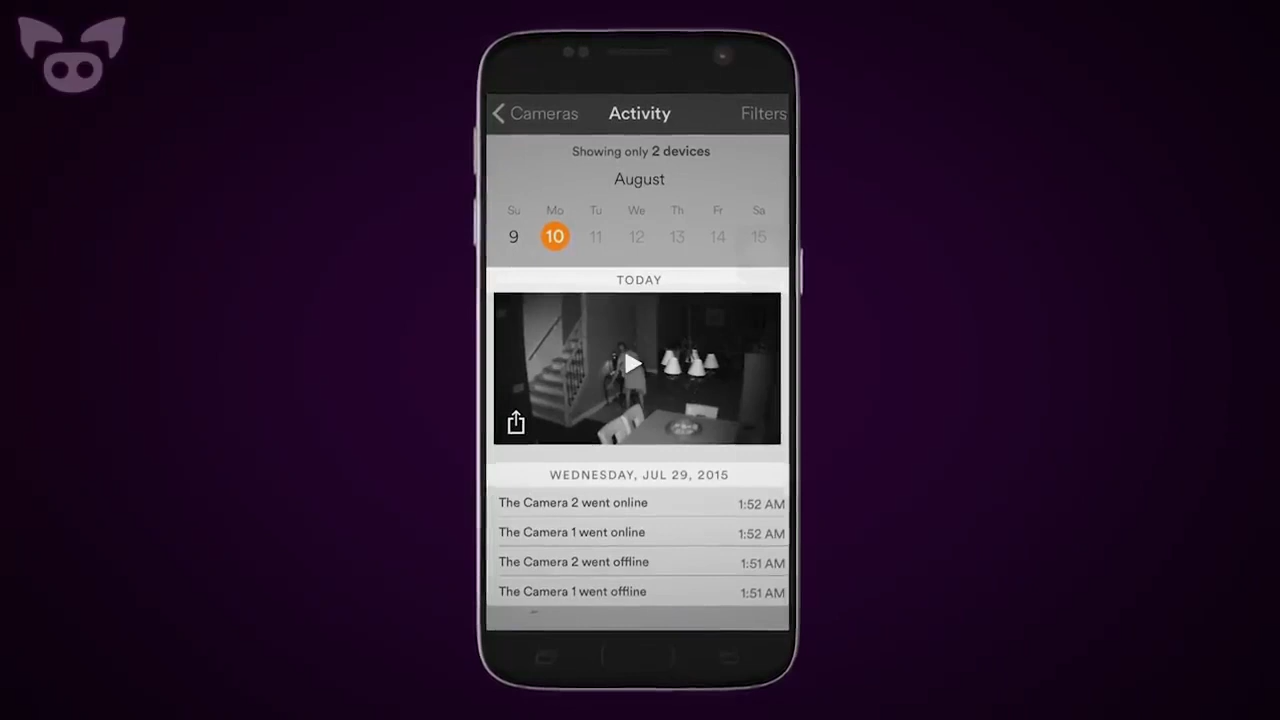 Cameras Activity Filters
Showing only 2 devices
August
Su Mo Tu We Th Fr Sa
9 10 11 12 13 14 15
TODAY
WEDNESDAY, JUL 29, 2015
The Camera 2 went online 1:52 AM
The Camera 1 went online 1:52 AM
The Camera 2 went offline 1:51 AM
The Camera 1 went offline 1:51 AM